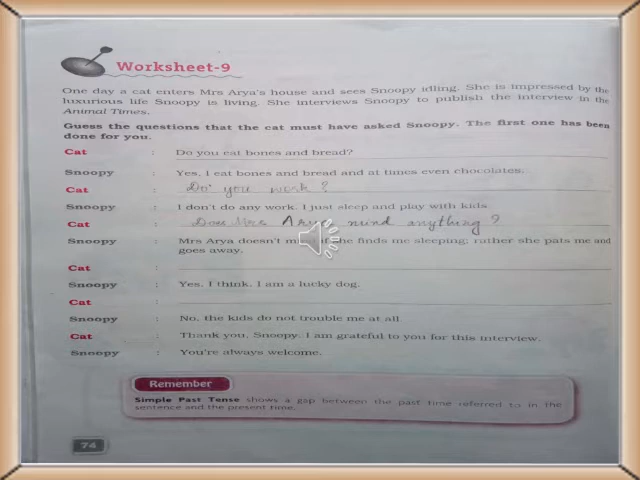 Worksheet-9
One day a cat enters Mrs Arya's house and sees Snoopy idling. She is impressed by the
luxurious life Snoopy is living. She interviews Snoopy to publish the interview in the
Animal Times.
Guess the questions that the cat must have asked Snoopy. The first one has been
done for you.
Cat : Do you eat bones and bread?
Snoopy : Yes, I eat bones and bread and at times even chocolates.
Cat : Do you work ?
Snoopy : I don't do any work. I just sleep and play with kids
Cat : Mrs Arya mind anything ?
Snoopy : Mrs Arya doesn't if she finds me sleeping; rather she pats me and
goes away.
Cat :
Snoopy : Yes, I think, I am a lucky dog.
Cat :
Snoopy : No, the kids do not trouble me at all.
Cat : Thank you, Snoopy. I am grateful to you for this interview.
Snoopy : You're always welcome.
Remember
Simple Past Tense shows a gap between the past time referred to in the
sentence and the present time.
74